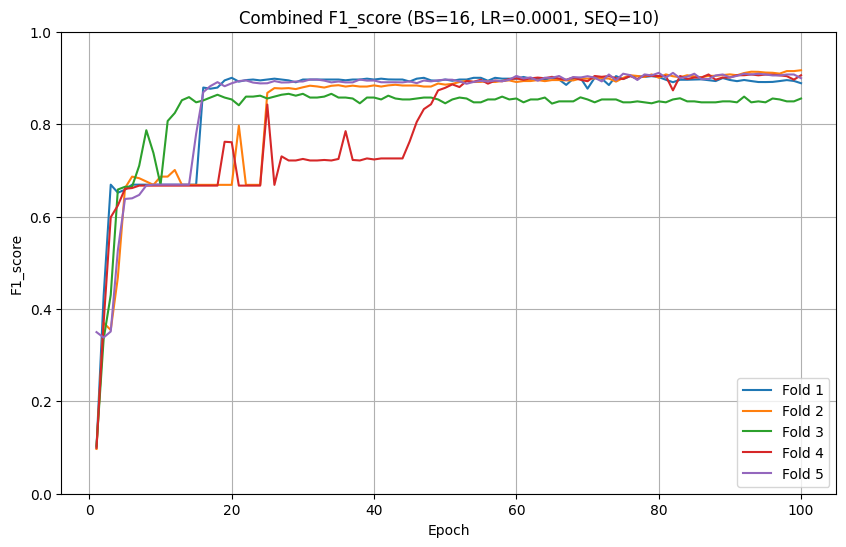 Combined F1_score (BS=16, LR=0.0001, SEQ=10)
F1_score
1.0
0.8
0.6
0.4
0.2
0.0
0
20
40
60
80
100
Epoch
Fold 1
Fold 2
Fold 3
Fold 4
Fold 5